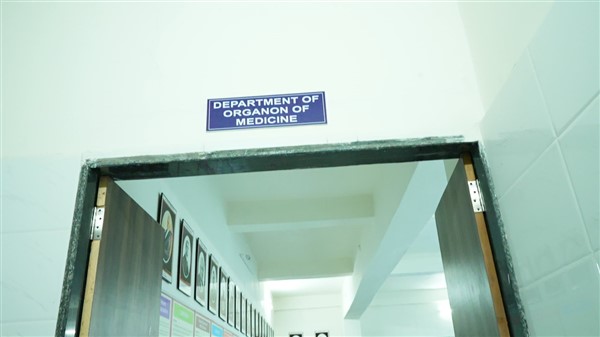 DEPARTMENT OF
ORGANON OF
MEDICINE